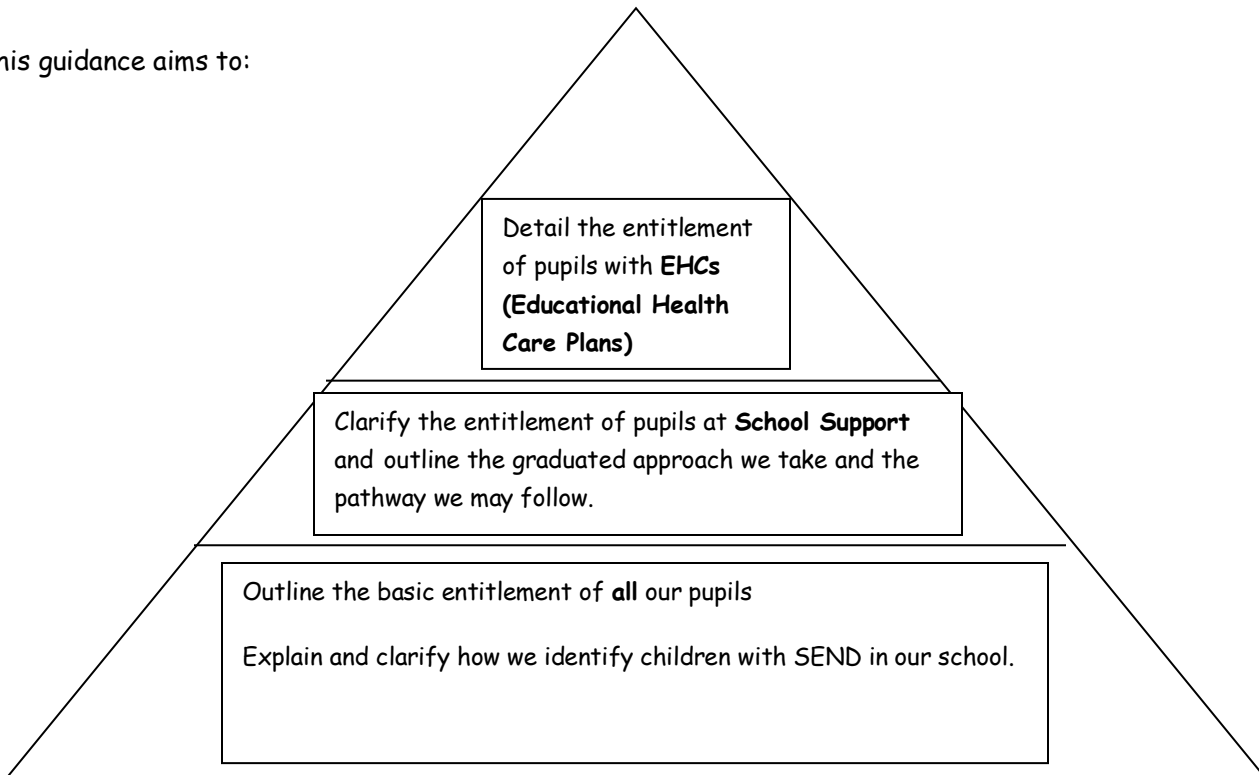 his guidance aims to:
Detail the entitlement
of pupils with EHCs
(Educational Health
Care Plans)
Clarify the entitlement of pupils at School Support
and outline the graduated approach we take and the
pathway we may follow.
Outline the basic entitlement of all our pupils
Explain and clarify how we identify children with SEND in our school.